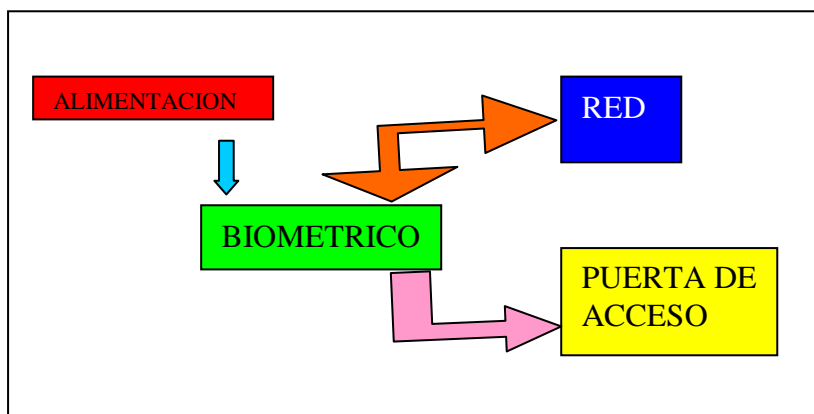 ALIMENTACION
RED
BIOMETRICO
PUERTA DE
ACCESO